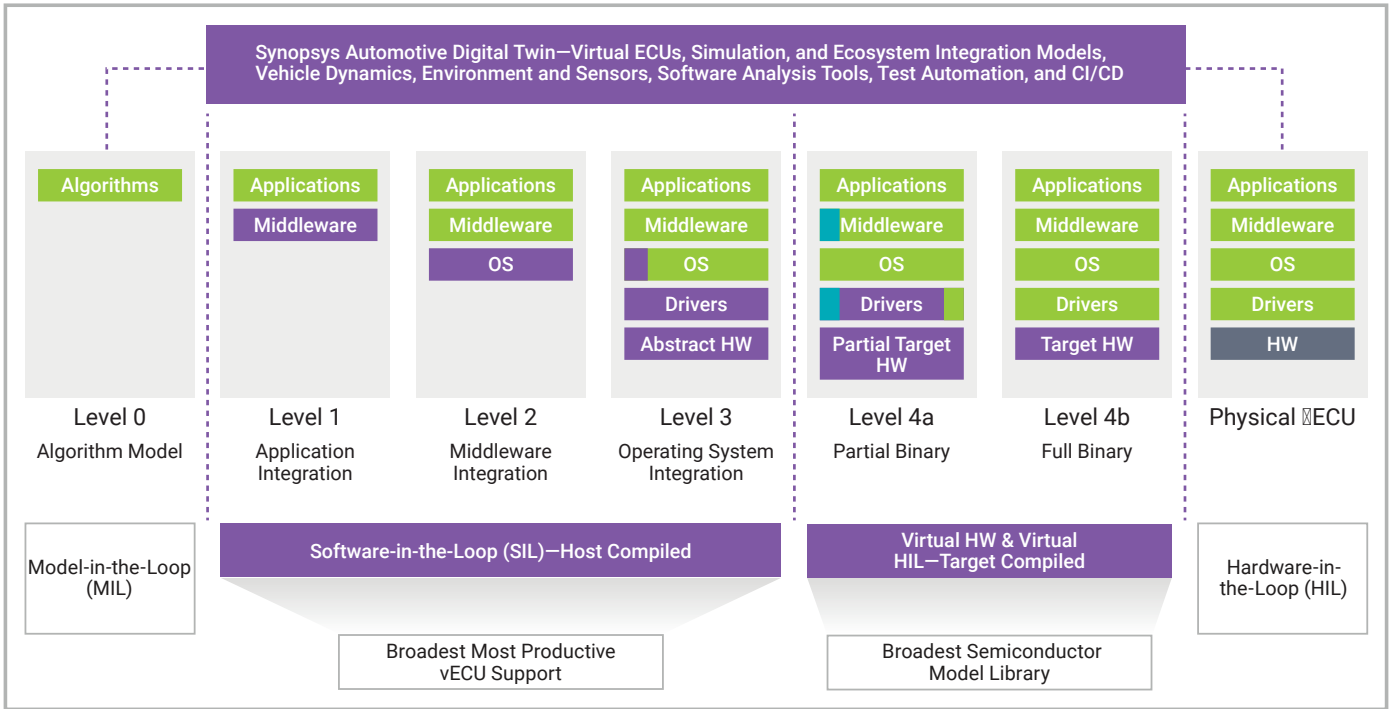 Synopsys Automotive Digital Twin—Virtual ECUs, Simulation, and Ecosystem Integration Models,
Vehicle Dynamics, Environment and Sensors, Software Analysis Tools, Test Automation, and CI/CD
Algorithms
Applications
Middleware
Applications
Middleware
OS
Applications
Middleware
OS
Drivers
Abstract HW
Applications
Middleware
OS
Drivers
Partial Target
HW
Applications
Middleware
OS
Drivers
Target HW
Applications
Middleware
OS
Drivers
HW
Level 0
Algorithm Model
Level 1
Application
Integration
Level 2
Middleware
Integration
Level 3
Operating System
Integration
Level 4a
Partial Binary
Level 4b
Full Binary
Physical ECU
Model-in-the-Loop
(MIL)
Software-in-the-Loop (SIL)—Host Compiled
Virtual HW & Virtual
HIL—Target Compiled
Hardware-in-
the-Loop (HIL)
Broadest Most Productive
vECU Support
Broadest Semiconductor
Model Library